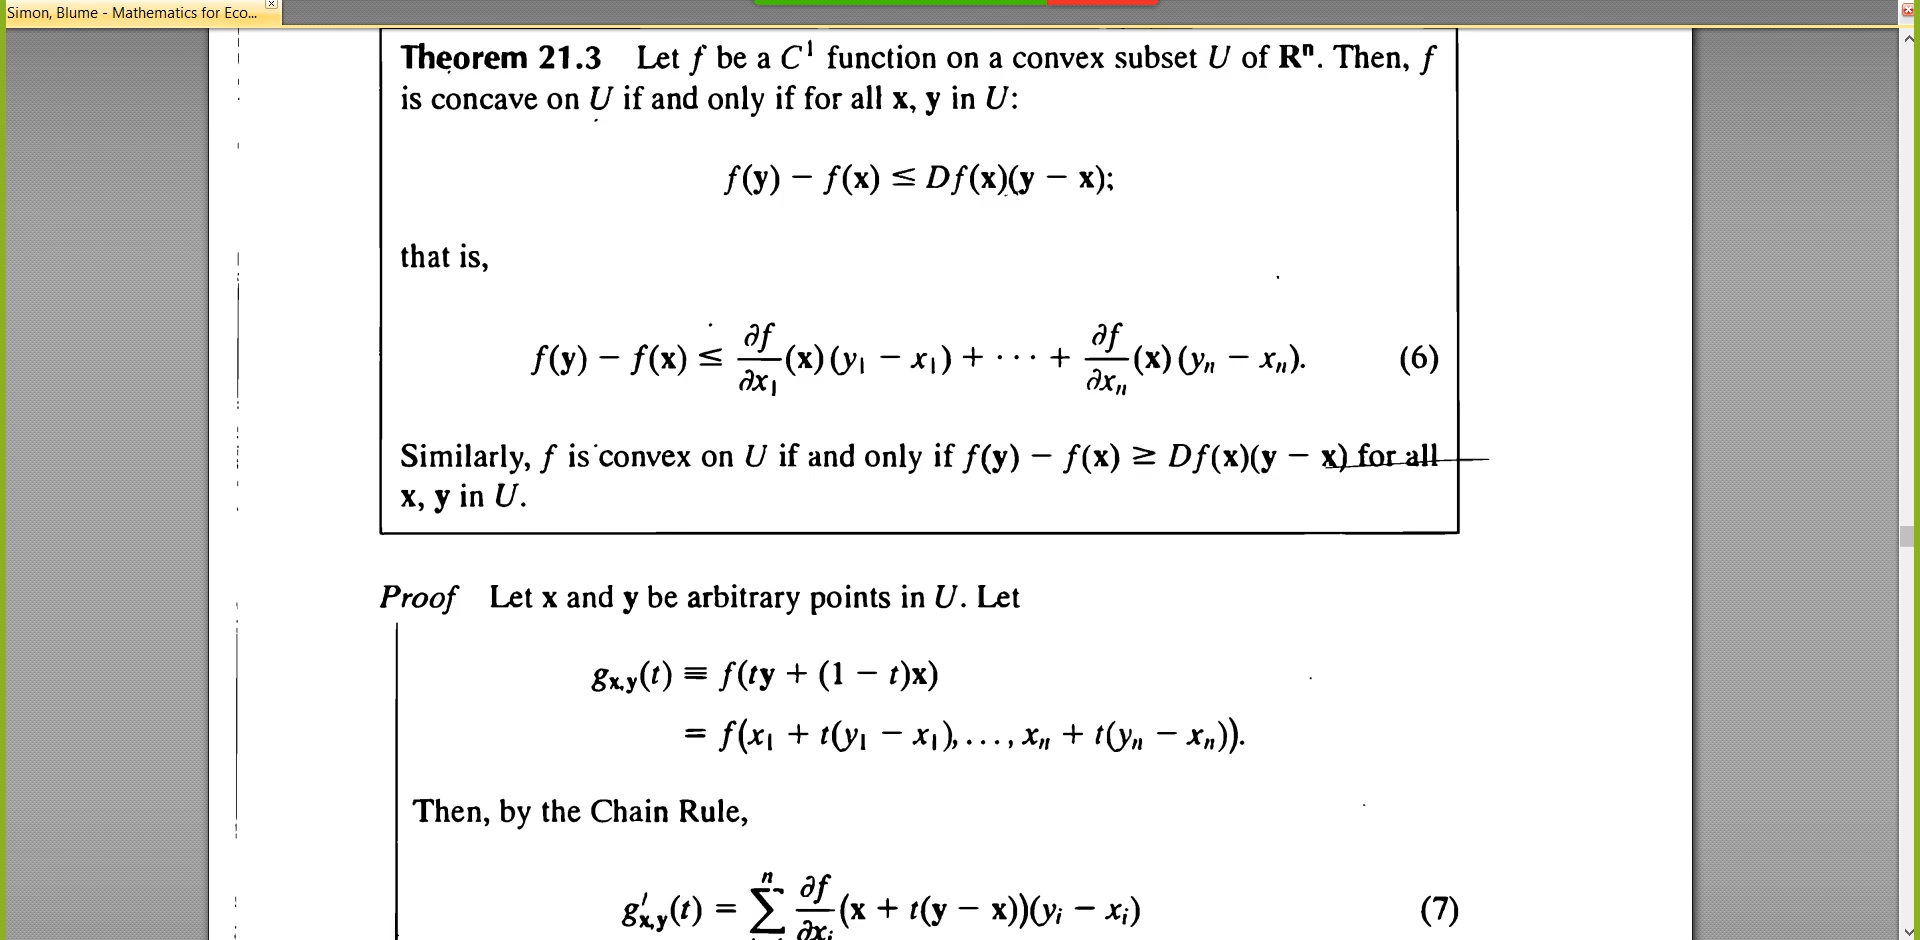 Simon, Blume - Mathematics for Eco...
Theorem 21.3 Let f be a C¹ function on a convex subset U of Rⁿ. Then, f
is concave on U if and only if for all x, y in U:
f(y) − f(x) ≤ Df(x)(y − x);
that is,
f(y) − f(x) ≤ ∂f/∂x₁ (x)(y₁ − x₁) + · · · + ∂f/∂xₙ (x)(yₙ − xₙ). (6)
Similarly, f is convex on U if and only if f(y) − f(x) ≥ Df(x)(y − x) for all
x, y in U.
Proof Let x and y be arbitrary points in U. Let
gx,y(t) ≡ f(ty + (1 − t)x)
= f(x₁ + t(y₁ − x₁), . . . , xₙ + t(yₙ − xₙ)).
Then, by the Chain Rule,
g′x,y(t) = ∑ⁿ ∂f/∂xᵢ (x + t(y − x))(yᵢ − xᵢ) (7)